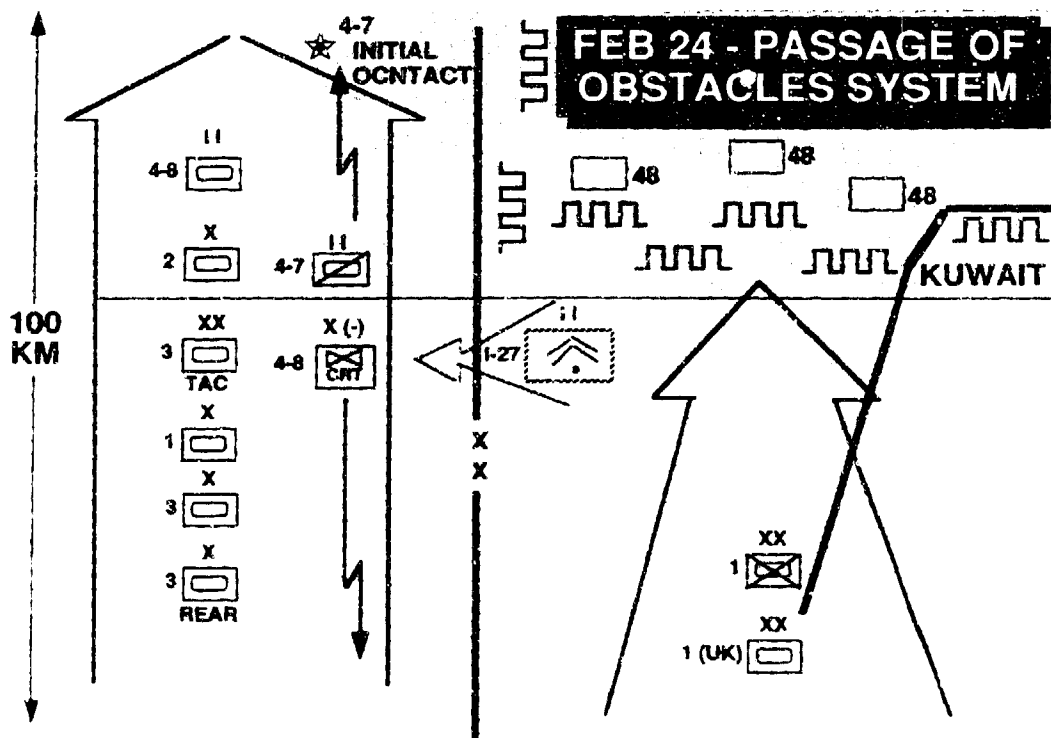 FEB 24 - PASSAGE OF
OBSTACLES SYSTEM
4-7
INITIAL
OCNTACT
II
4-8
48
48
48
X
2
II
4-7
KUWAIT
100
KM
XX
3
TAC
X (-)
4-8
CRT
II
1-27
X
1
X
X
X
3
X
3
REAR
XX
1
XX
1 (UK)